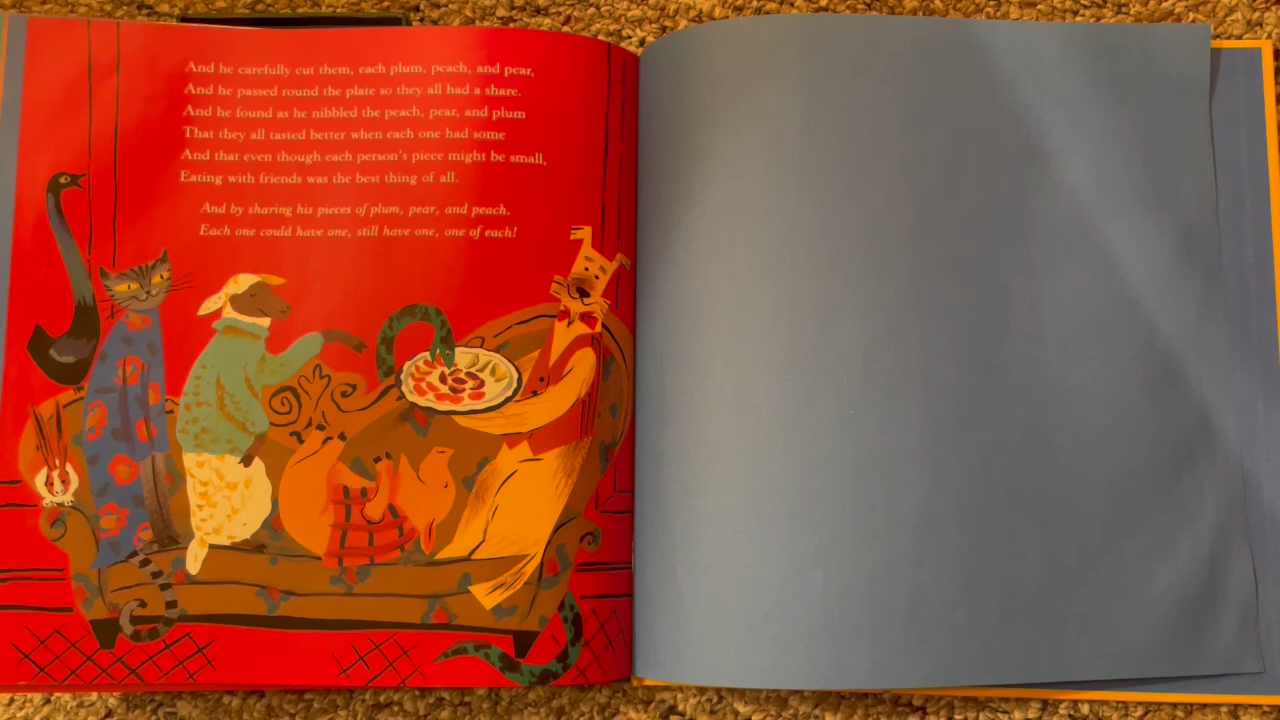 And he carefully cut them, each plum, peach, and pear,
And he passed round the plate so they all had a share.
And he found as he nibbled the peach, pear, and plum
That they all tasted better when each one had some
And that even though each person's piece might be small,
Eating with friends was the best thing of all.
And by sharing his pieces of plum, pear, and peach.
Each one could have one, still have one, one of each!